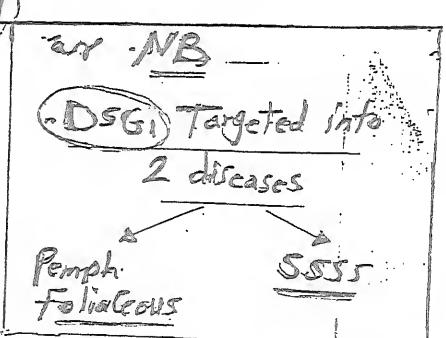 NB
DSG1 Targeted into
2 diseases
Pemph. SSSS
Foliaceous